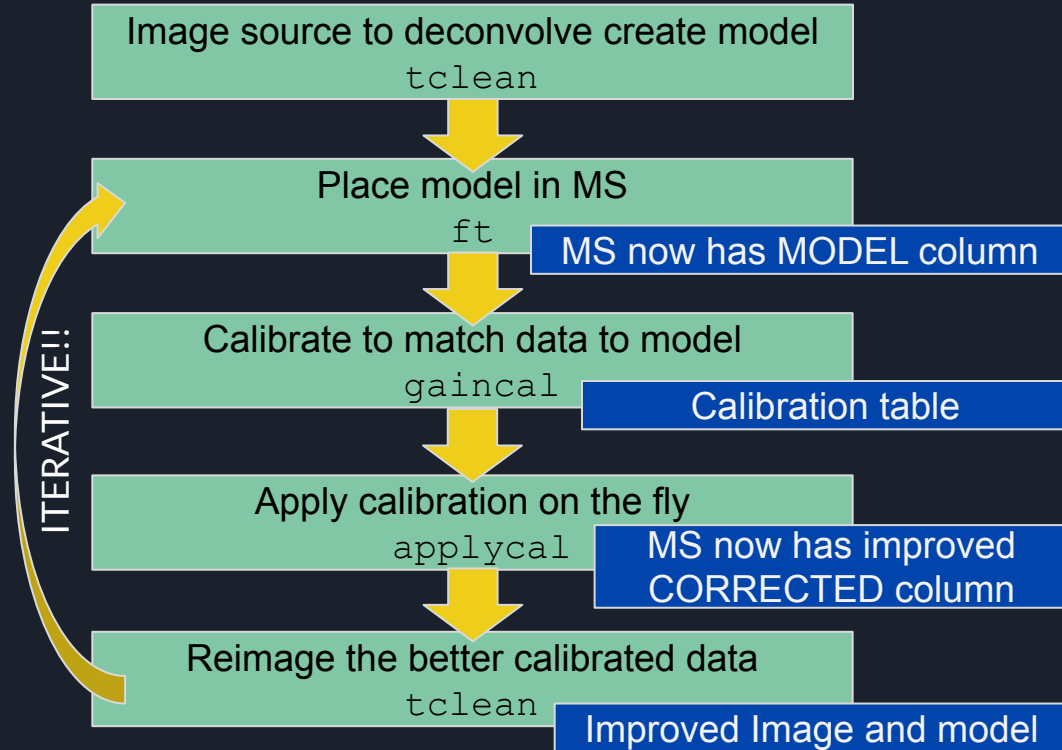 Image source to deconvolve create model
tclean
Place model in MS
ft
MS now has MODEL column
Calibrate to match data to model
gaincal
Calibration table
Apply calibration on the fly
applycal
MS now has improved
CORRECTED column
Reimage the better calibrated data
tclean
Improved Image and model
ITERATIVE!!